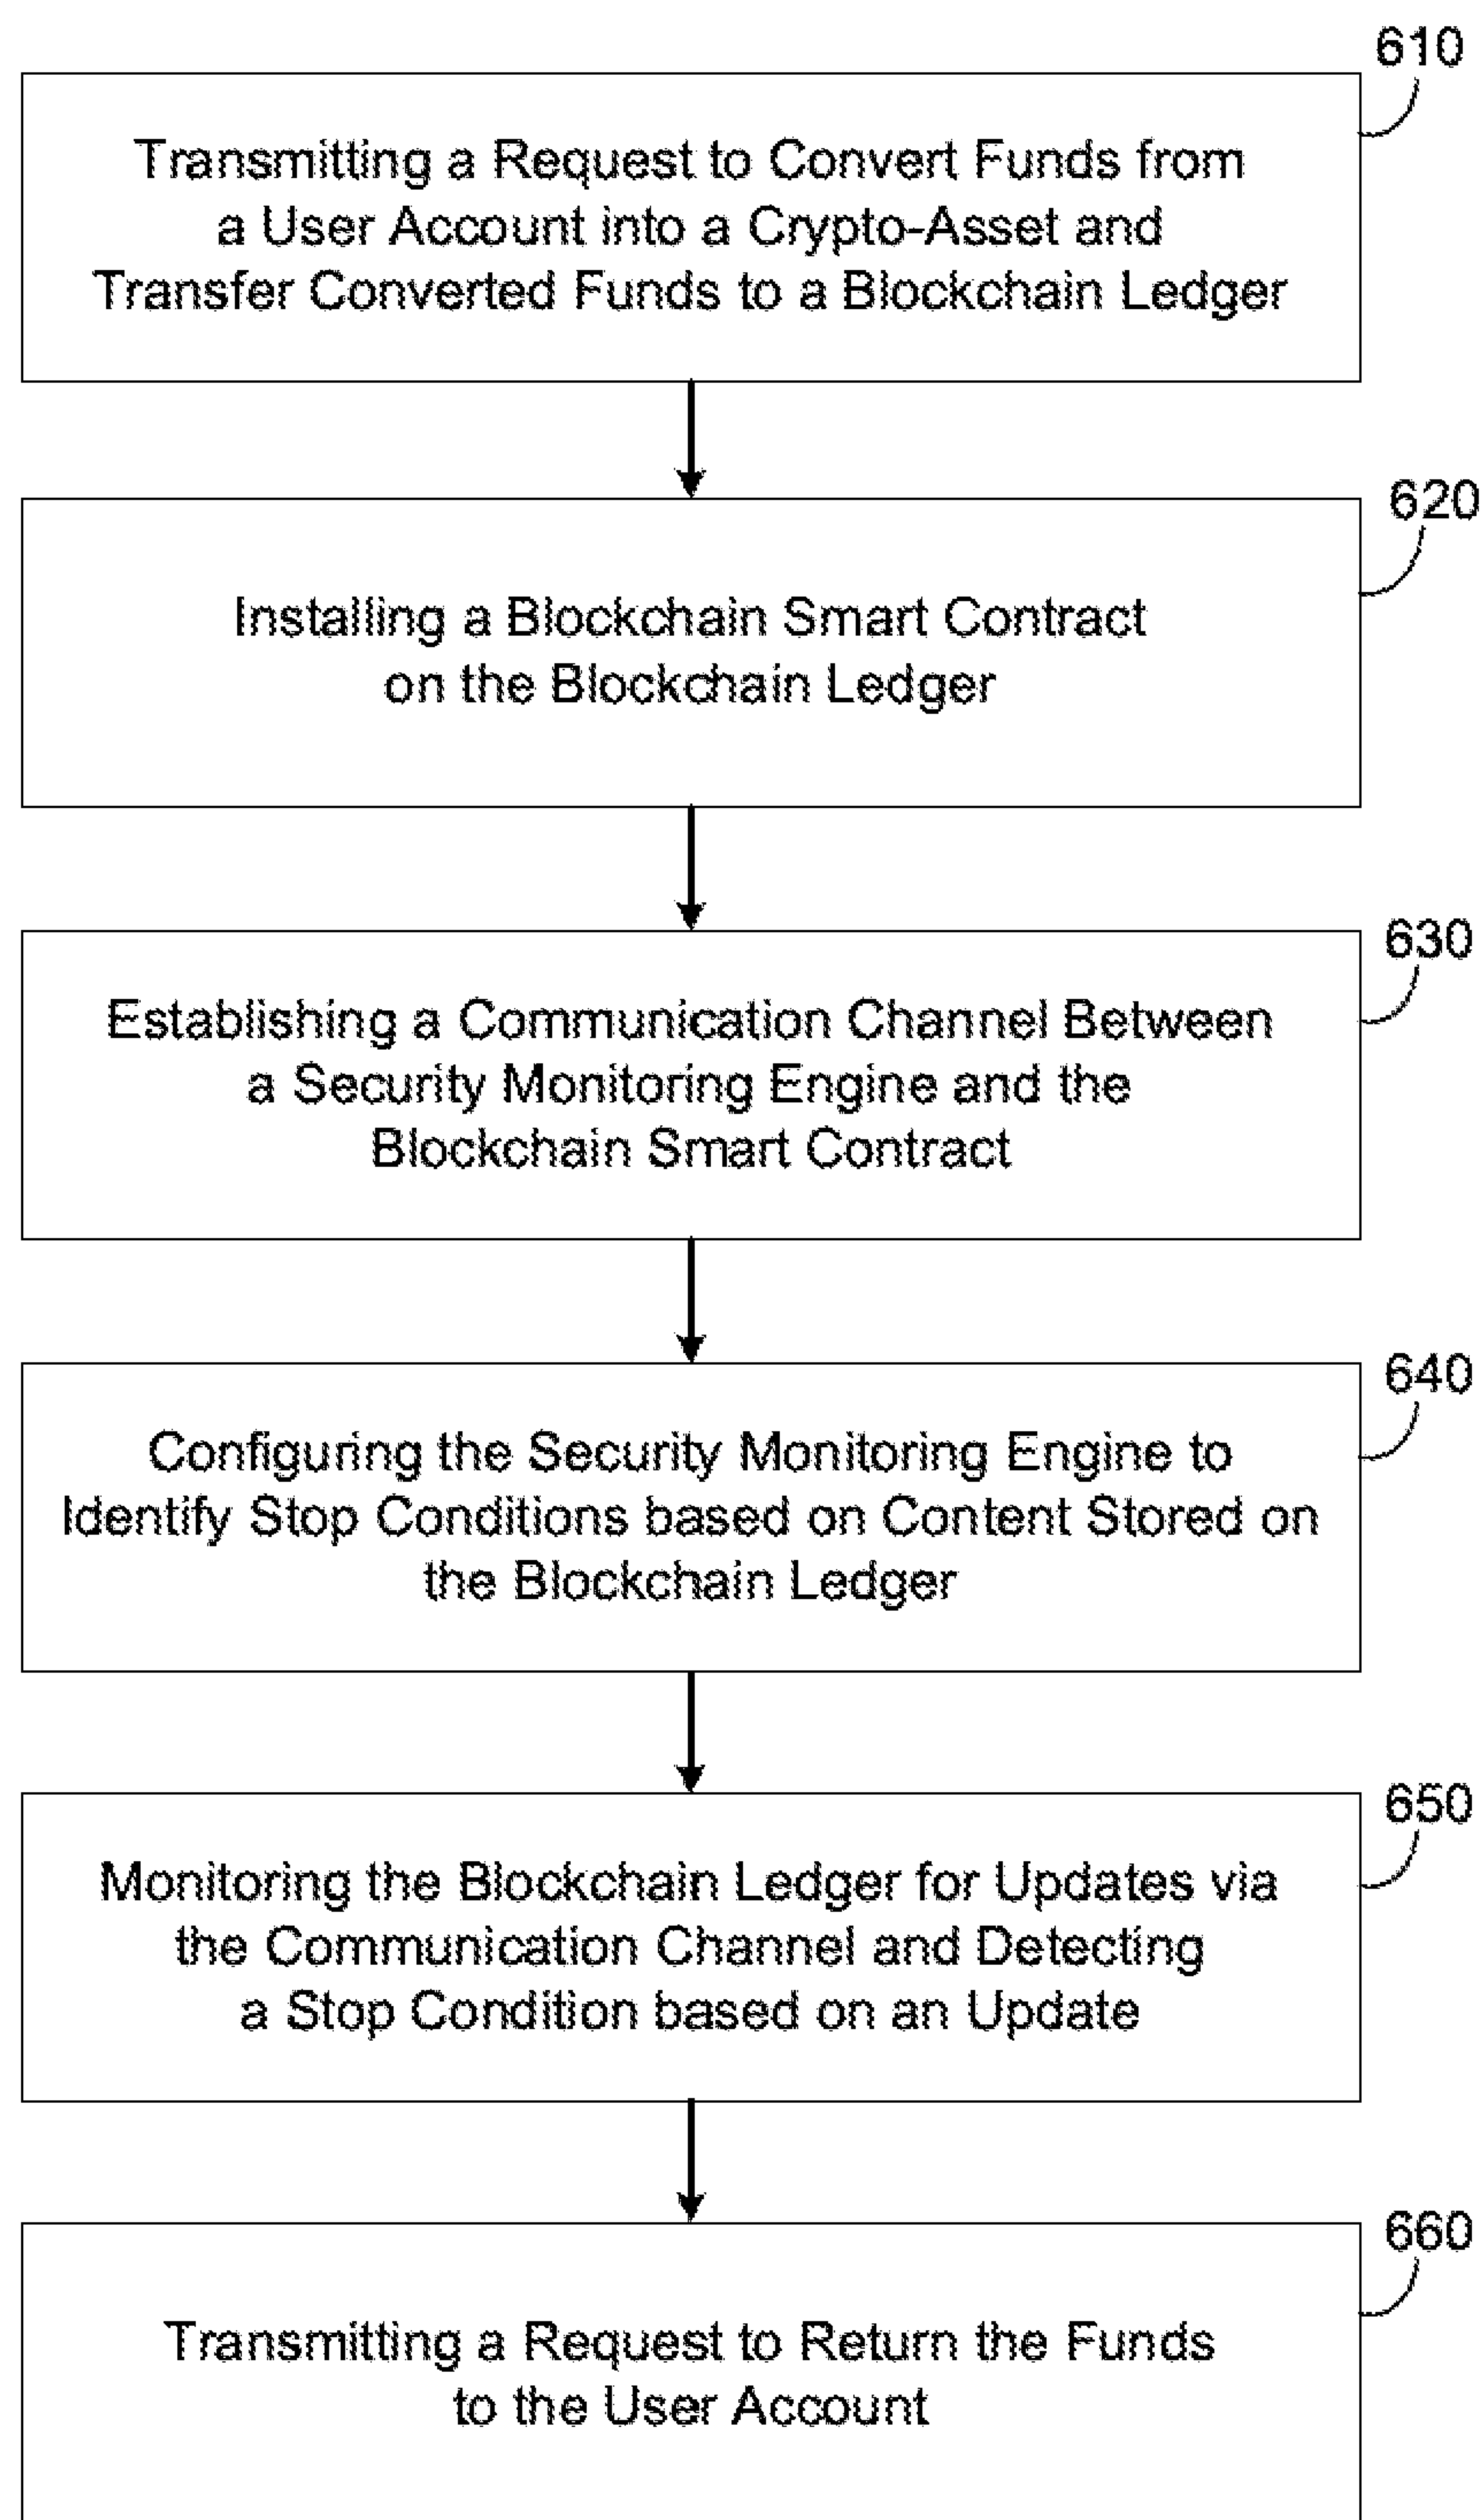 610
Transmitting a Request to Convert Funds from
a User Account into a Crypto-Asset and
Transfer Converted Funds to a Blockchain Ledger
620
Installing a Blockchain Smart Contract
on the Blockchain Ledger
630
Establishing a Communication Channel Between
a Security Monitoring Engine and the
Blockchain Smart Contract
640
Configuring the Security Monitoring Engine to
Identify Stop Conditions based on Content Stored on
the Blockchain Ledger
650
Monitoring the Blockchain Ledger for Updates via
the Communication Channel and Detecting
a Stop Condition based on an Update
660
Transmitting a Request to Return the Funds
to the User Account